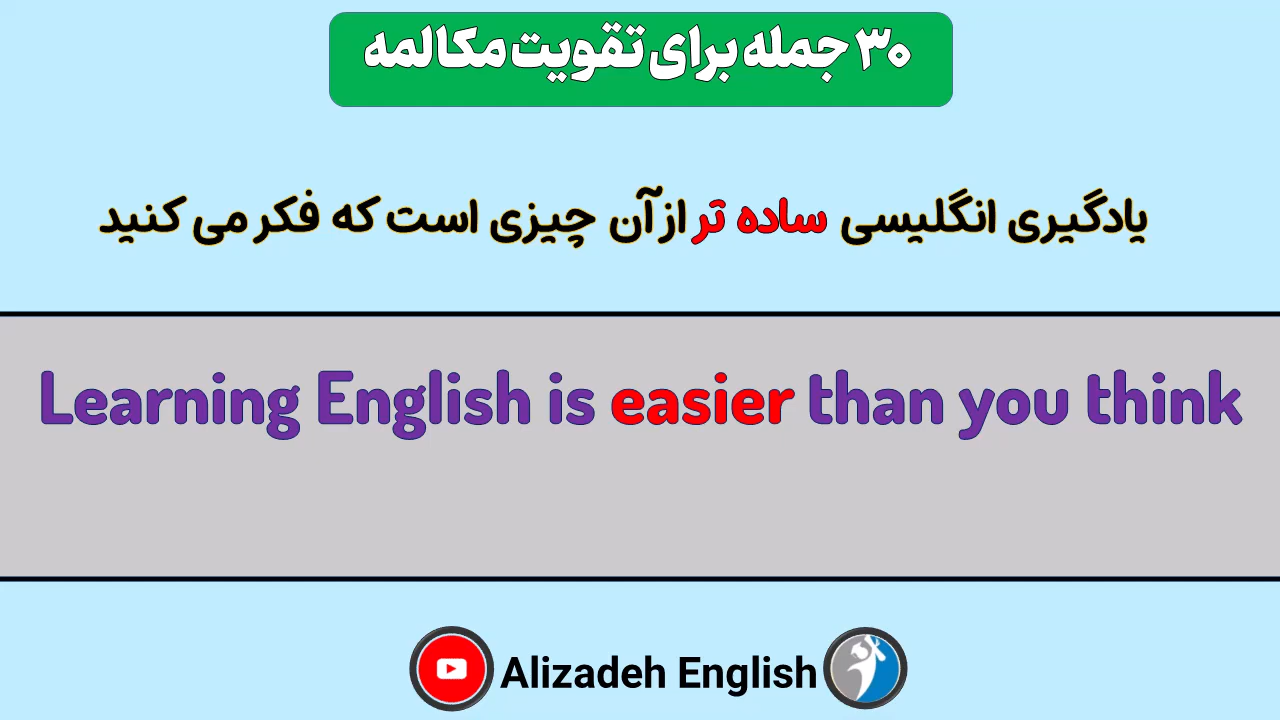 ۳۰ جمله برای تقویت مکالمه
یادگیری انگلیسی ساده تر از آن چیزی است که فکر می کنید
Learning English is easier than you think
Alizadeh English